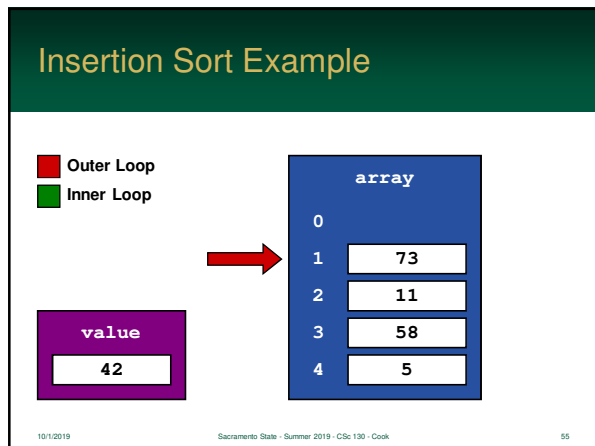 Insertion Sort Example
Outer Loop
Inner Loop
array
0
1 73
2 11
3 58
4 5
value
42
10/1/2019 Sacramento State - Summer 2019 - CSc 130 - Cook 55